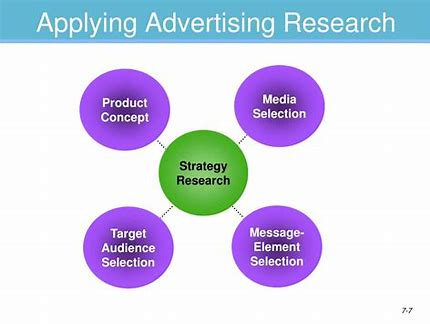 Applying Advertising Research
Product
Concept
Media
Selection
Strategy
Research
Target
Audience
Selection
Message-
Element
Selection
7-7